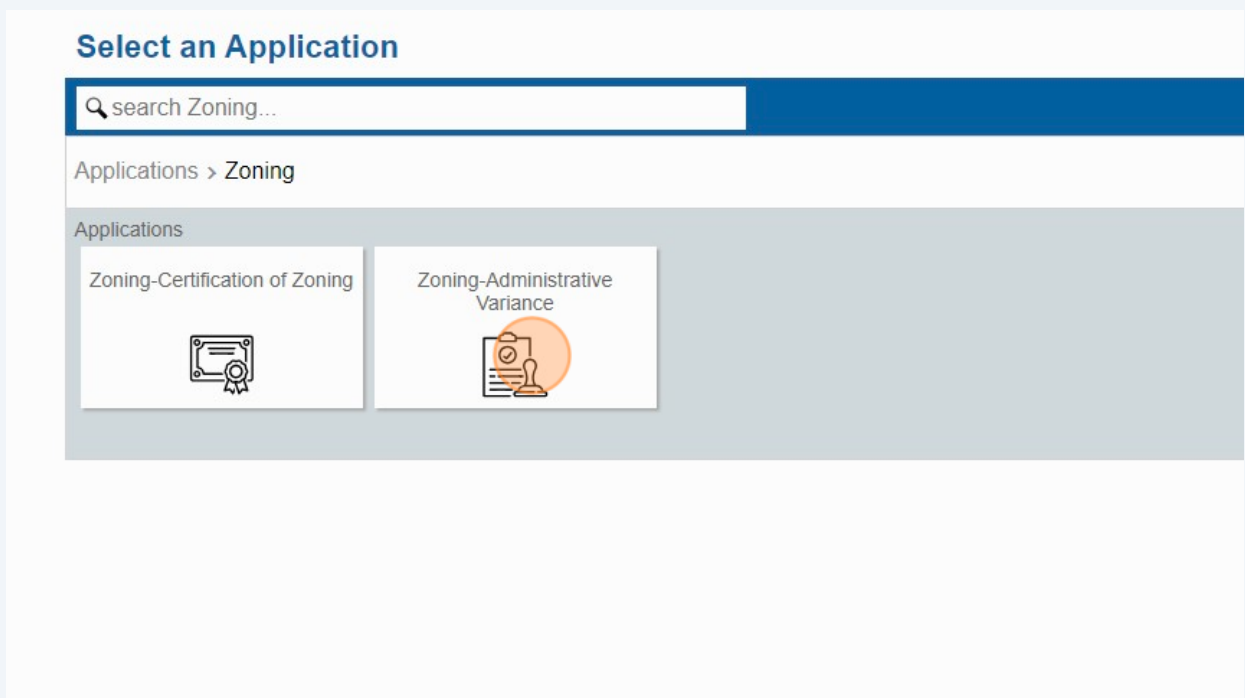 Select an Application
search Zoning...
Applications > Zoning
Applications
Zoning-Certification of Zoning
Zoning-Administrative
Variance